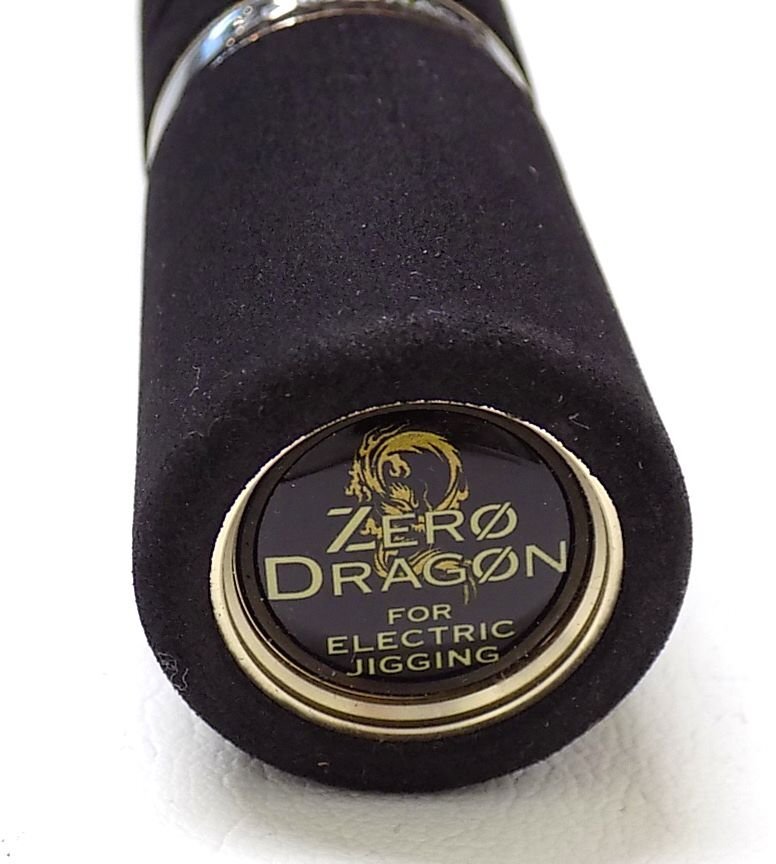 ZERØ
DRAGØN
FOR
ELECTRIC
JIGGING